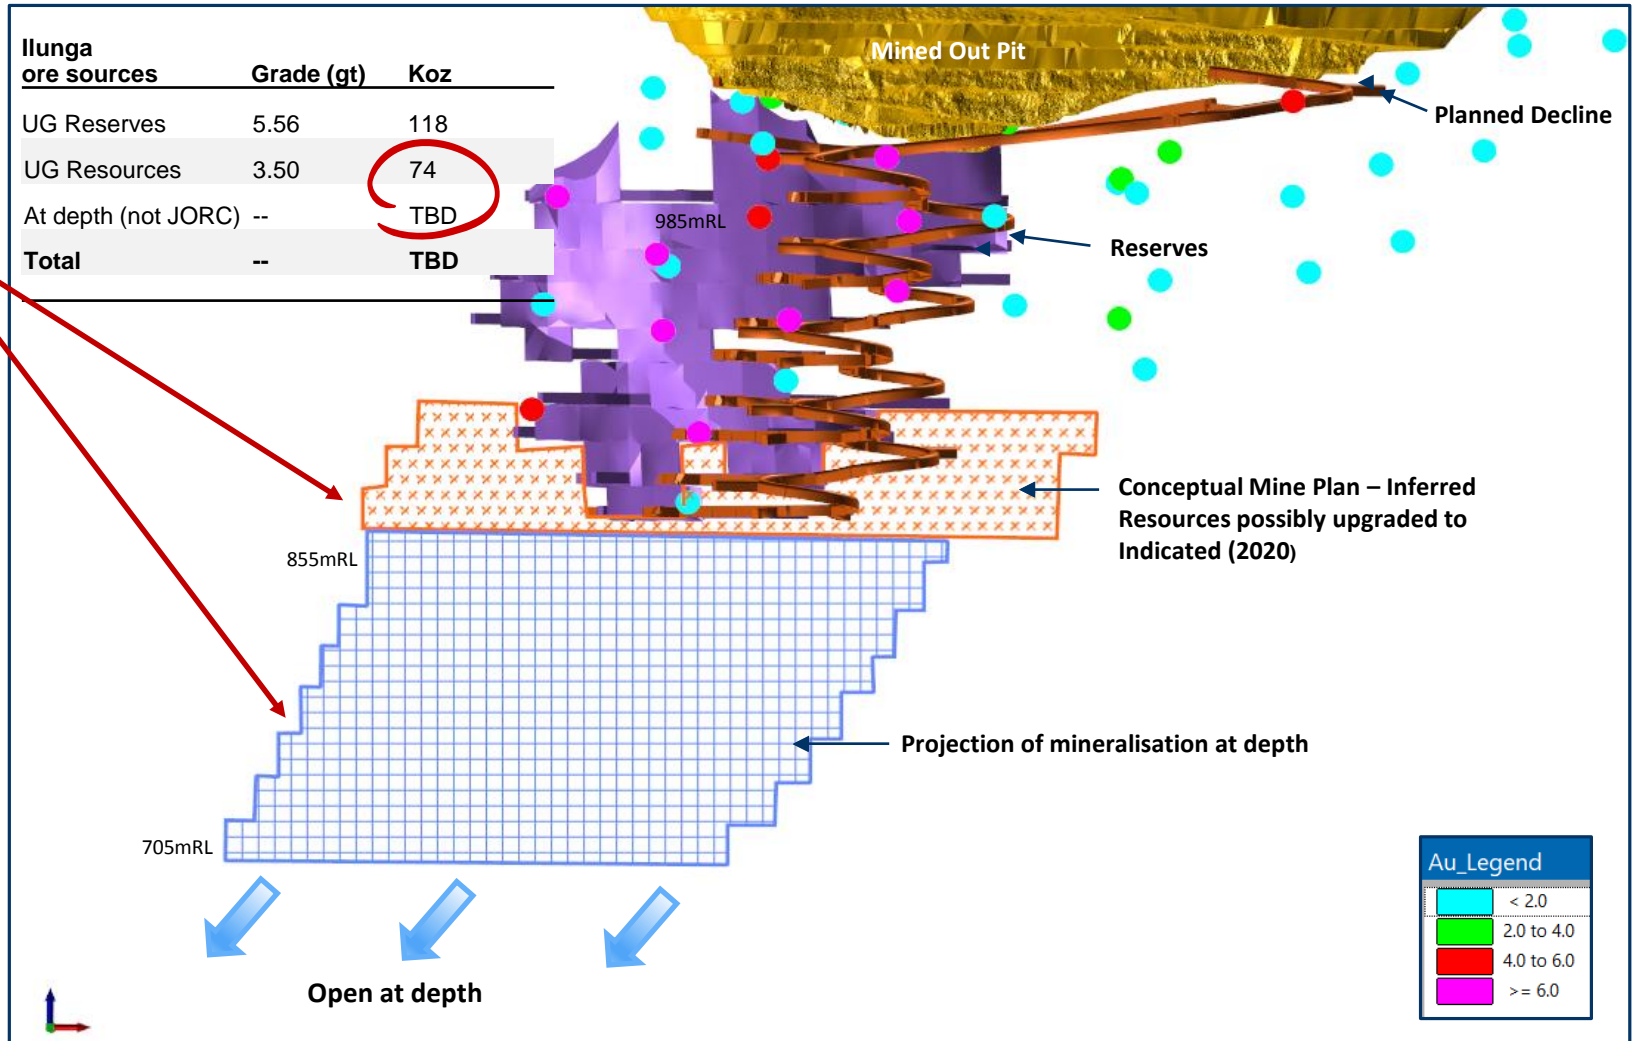 Ilunga
ore sources Grade (gt) Koz
UG Reserves 5.56 118
UG Resources 3.50 74
At depth (not JORC) -- TBD
Total -- TBD
Mined Out Pit
Planned Decline
985mRL
Reserves
Conceptual Mine Plan – Inferred
Resources possibly upgraded to
Indicated (2020)
855mRL
Projection of mineralisation at depth
705mRL
Open at depth
Au_Legend
< 2.0
2.0 to 4.0
4.0 to 6.0
>= 6.0